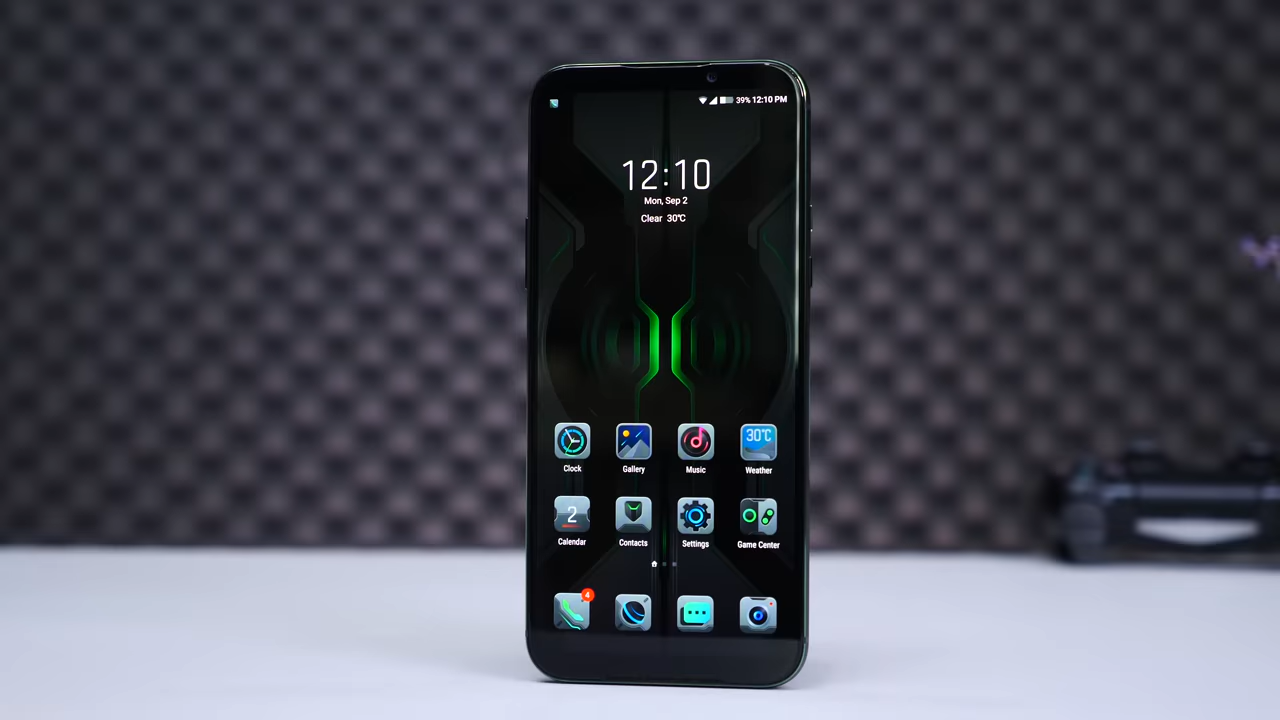 39% 12:10 PM
12:10
Mon, Sep 2
Clear 30℃
30℃
Clock Gallery Music Weather
2
Calendar Contacts Settings Game Center
4